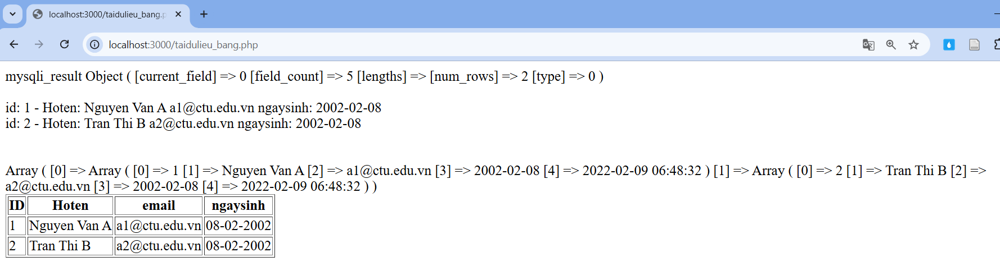 localhost:3000/taidulieu_bang.p
localhost:3000/taidulieu_bang.php
mysqli_result Object ( [current_field] => 0 [field_count] => 5 [lengths] => [num_rows] => 2 [type] => 0 )
id: 1 - Hoten: Nguyen Van A a1@ctu.edu.vn ngaysinh: 2002-02-08
id: 2 - Hoten: Tran Thi B a2@ctu.edu.vn ngaysinh: 2002-02-08
Array ( [0] => Array ( [0] => 1 [1] => Nguyen Van A [2] => a1@ctu.edu.vn [3] => 2002-02-08 [4] => 2022-02-09 06:48:32 ) [1] => Array ( [0] => 2 [1] => Tran Thi B [2] =>
a2@ctu.edu.vn [3] => 2002-02-08 [4] => 2022-02-09 06:48:32 ) )
ID Hoten email ngaysinh
1 Nguyen Van A a1@ctu.edu.vn 08-02-2002
2 Tran Thi B a2@ctu.edu.vn 08-02-2002